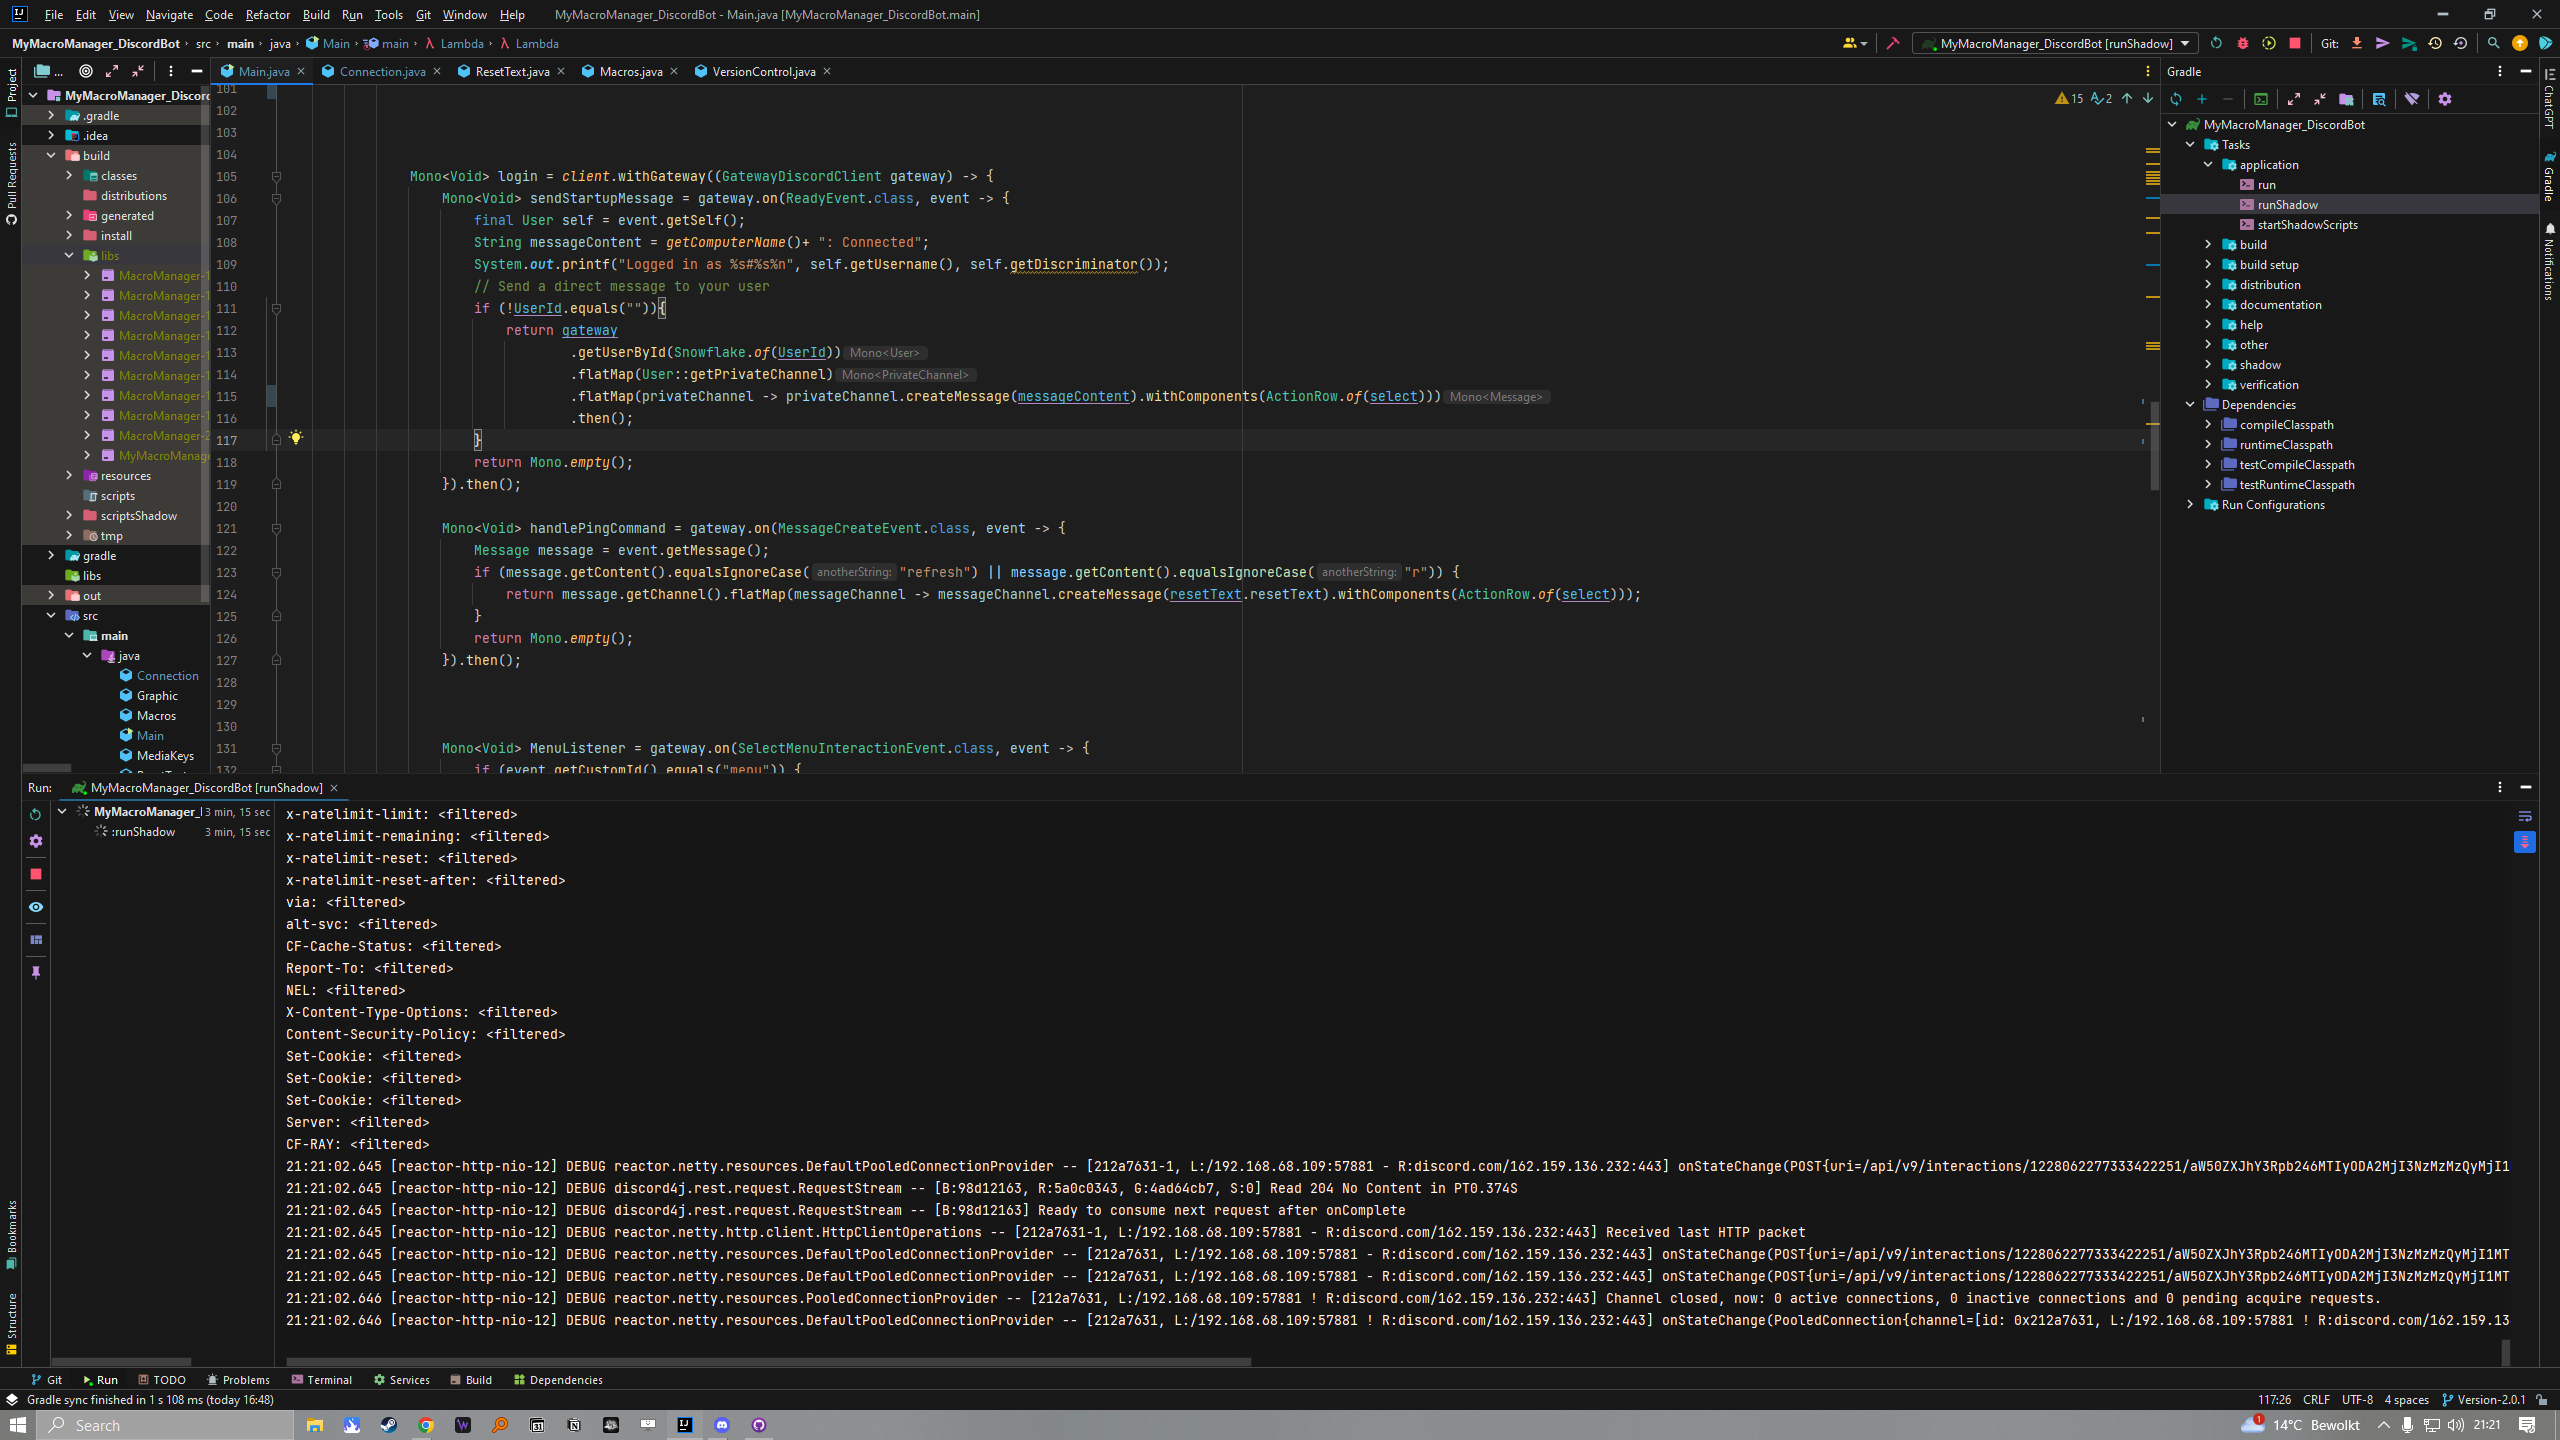 File Edit View Navigate Code Refactor Build Run Tools Git Window Help MyMacroManager_DiscordBot - Main.java [MyMacroManager_DiscordBot.main]
MyMacroManager_DiscordBot src main java Main main Lambda Lambda
MyMacroManager_DiscordBot [runShadow] Git:
Project
Pull Requests
Main.java Connection.java ResetText.java Macros.java VersionControl.java
MyMacroManager_Discord
.gradle
.idea
build
classes
distributions
generated
install
libs
MacroManager-1
MacroManager-1
MacroManager-1
MacroManager-1
MacroManager-1
MacroManager-1
MacroManager-1
MacroManager-1
MacroManager-2
MyMacroManage
resources
scripts
scriptsShadow
tmp
gradle
libs
out
src
main
java
Connection
Graphic
Macros
Main
MediaKeys
15 2
101
102
103
104
105 Mono<Void> login = client.withGateway((GatewayDiscordClient gateway) -> {
106 Mono<Void> sendStartupMessage = gateway.on(ReadyEvent.class, event -> {
107 final User self = event.getSelf();
108 String messageContent = getComputerName()+ ": Connected";
109 System.out.printf("Logged in as %s#%s%n", self.getUsername(), self.getDiscriminator());
110 // Send a direct message to your user
111 if (!UserId.equals("")){
112 return gateway
113 .getUserById(Snowflake.of(UserId)) Mono<User>
114 .flatMap(User::getPrivateChannel) Mono<PrivateChannel>
115 .flatMap(privateChannel -> privateChannel.createMessage(messageContent).withComponents(ActionRow.of(select))) Mono<Message>
116 .then();
117 }
118 return Mono.empty();
119 }).then();
120
121 Mono<Void> handlePingCommand = gateway.on(MessageCreateEvent.class, event -> {
122 Message message = event.getMessage();
123 if (message.getContent().equalsIgnoreCase( anotherString: "refresh") || message.getContent().equalsIgnoreCase( anotherString: "r")) {
124 return message.getChannel().flatMap(messageChannel -> messageChannel.createMessage(resetText.resetText).withComponents(ActionRow.of(select)));
125 }
126 return Mono.empty();
127 }).then();
128
129
130
131 Mono<Void> MenuListener = gateway.on(SelectMenuInteractionEvent.class, event -> {
132 if (event.getCustomId().equals("menu")) {
Gradle
MyMacroManager_DiscordBot
Tasks
application
run
runShadow
startShadowScripts
build
build setup
distribution
documentation
help
other
shadow
verification
Dependencies
compileClasspath
runtimeClasspath
testCompileClasspath
testRuntimeClasspath
Run Configurations
ChatGPT
Gradle
Notifications
Run: MyMacroManager_DiscordBot [runShadow]
MyMacroManager_ 3 min, 15 sec
:runShadow 3 min, 15 sec
x-ratelimit-limit: <filtered>
x-ratelimit-remaining: <filtered>
x-ratelimit-reset: <filtered>
x-ratelimit-reset-after: <filtered>
via: <filtered>
alt-svc: <filtered>
CF-Cache-Status: <filtered>
Report-To: <filtered>
NEL: <filtered>
X-Content-Type-Options: <filtered>
Content-Security-Policy: <filtered>
Set-Cookie: <filtered>
Set-Cookie: <filtered>
Set-Cookie: <filtered>
Server: <filtered>
CF-RAY: <filtered>
21:21:02.645 [reactor-http-nio-12] DEBUG reactor.netty.resources.DefaultPooledConnectionProvider -- [212a7631-1, L:/192.168.68.109:57881 - R:discord.com/162.159.136.232:443] onStateChange(POST{uri=/api/v9/interactions/1228062277333422251/aW50ZXJhY3Rpb246MTIyODA2MjI3NzMzMzQyMjI1
21:21:02.645 [reactor-http-nio-12] DEBUG discord4j.rest.request.RequestStream -- [B:98d12163, R:5a0c0343, G:4ad64cb7, S:0] Read 204 No Content in PT0.374S
21:21:02.645 [reactor-http-nio-12] DEBUG discord4j.rest.request.RequestStream -- [B:98d12163] Ready to consume next request after onComplete
21:21:02.645 [reactor-http-nio-12] DEBUG reactor.netty.http.client.HttpClientOperations -- [212a7631-1, L:/192.168.68.109:57881 - R:discord.com/162.159.136.232:443] Received last HTTP packet
21:21:02.645 [reactor-http-nio-12] DEBUG reactor.netty.resources.DefaultPooledConnectionProvider -- [212a7631, L:/192.168.68.109:57881 - R:discord.com/162.159.136.232:443] onStateChange(POST{uri=/api/v9/interactions/1228062277333422251/aW50ZXJhY3Rpb246MTIyODA2MjI3NzMzMzQyMjI1MT
21:21:02.645 [reactor-http-nio-12] DEBUG reactor.netty.resources.DefaultPooledConnectionProvider -- [212a7631, L:/192.168.68.109:57881 - R:discord.com/162.159.136.232:443] onStateChange(POST{uri=/api/v9/interactions/1228062277333422251/aW50ZXJhY3Rpb246MTIyODA2MjI3NzMzMzQyMjI1MT
21:21:02.646 [reactor-http-nio-12] DEBUG reactor.netty.resources.PooledConnectionProvider -- [212a7631, L:/192.168.68.109:57881 ! R:discord.com/162.159.136.232:443] Channel closed, now: 0 active connections, 0 inactive connections and 0 pending acquire requests.
21:21:02.646 [reactor-http-nio-12] DEBUG reactor.netty.resources.DefaultPooledConnectionProvider -- [212a7631, L:/192.168.68.109:57881 ! R:discord.com/162.159.136.232:443] onStateChange(PooledConnection{channel=[id: 0x212a7631, L:/192.168.68.109:57881 ! R:discord.com/162.159.13
Bookmarks
Structure
Git Run TODO Problems Terminal Services Build Dependencies
Gradle sync finished in 1 s 108 ms (today 16:48) 117:26 CRLF UTF-8 4 spaces Version-2.0.1
Search 1 14°C Bewolkt 21:21